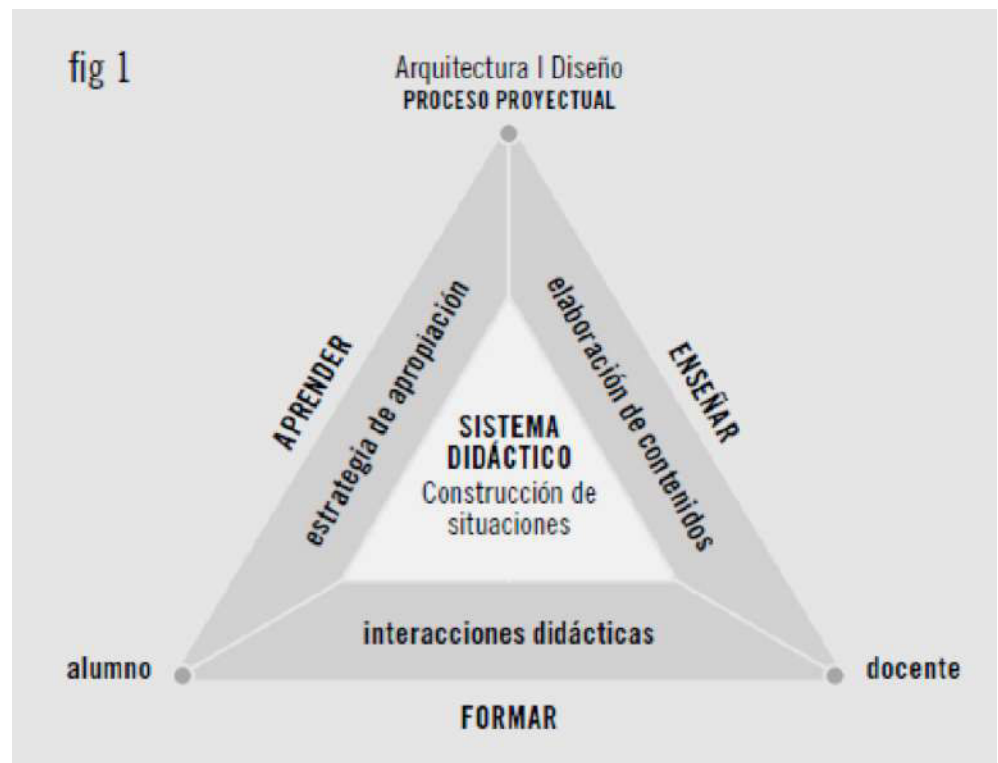 fig 1
Arquitectura | Diseño
PROCESO PROYECTUAL
APRENDER
estrategia de apropiación
elaboración de contenidos
ENSEÑAR
SISTEMA
DIDÁCTICO
Construcción de
situaciones
interacciones didácticas
alumno
docente
FORMAR